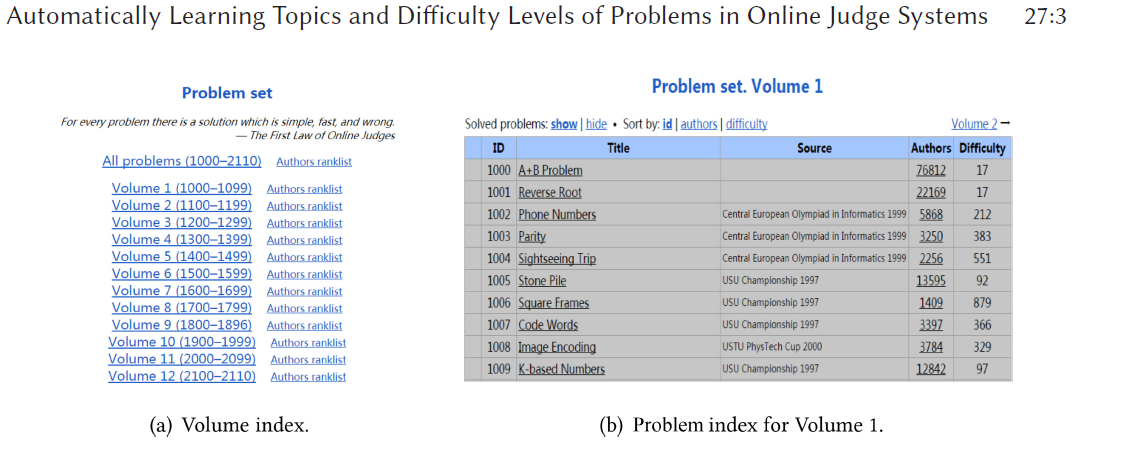 Automatically Learning Topics and Difficulty Levels of Problems in Online Judge Systems 27:3
Problem set
For every problem there is a solution which is simple, fast, and wrong.
— The First Law of Online Judges
All problems (1000–2110) Authors ranklist
Volume 1 (1000–1099) Authors ranklist
Volume 2 (1100–1199) Authors ranklist
Volume 3 (1200–1299) Authors ranklist
Volume 4 (1300–1399) Authors ranklist
Volume 5 (1400–1499) Authors ranklist
Volume 6 (1500–1599) Authors ranklist
Volume 7 (1600–1699) Authors ranklist
Volume 8 (1700–1799) Authors ranklist
Volume 9 (1800–1896) Authors ranklist
Volume 10 (1900–1999) Authors ranklist
Volume 11 (2000–2099) Authors ranklist
Volume 12 (2100–2110) Authors ranklist
(a) Volume index.
Problem set. Volume 1
Solved problems: show | hide • Sort by: id | authors | difficulty Volume 2 →
ID Title Source Authors Difficulty
1000 A+B Problem 76812 17
1001 Reverse Root 22169 17
1002 Phone Numbers Central European Olympiad in Informatics 1999 5868 212
1003 Parity Central European Olympiad in Informatics 1999 3250 383
1004 Sightseeing Trip Central European Olympiad in Informatics 1999 2256 551
1005 Stone Pile USU Championship 1997 13595 92
1006 Square Frames USU Championship 1997 1409 879
1007 Code Words USU Championship 1997 3397 366
1008 Image Encoding USTU PhysTech Cup 2000 3784 329
1009 K-based Numbers USU Championship 1997 12842 97
(b) Problem index for Volume 1.